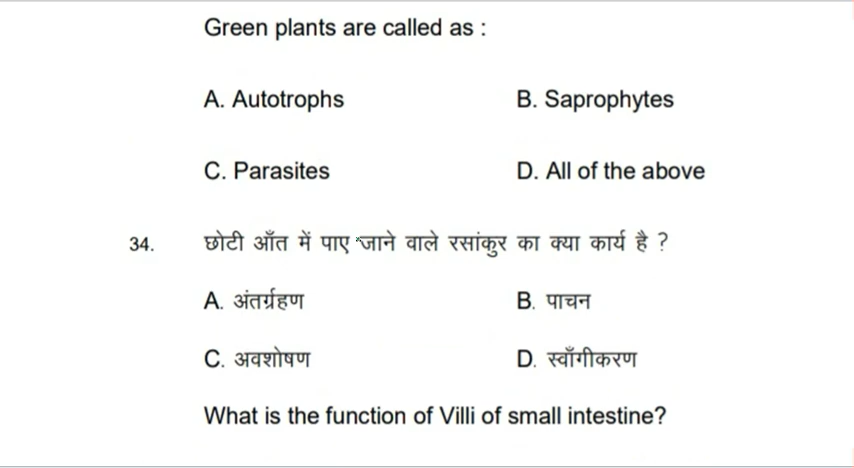 Green plants are called as :
A. Autotrophs B. Saprophytes
C. Parasites D. All of the above
34. छोटी आँत में पाए जाने वाले रसांकुर का क्या कार्य है ?
A. अंतर्ग्रहण B. पाचन
C. अवशोषण D. स्वाँगीकरण
What is the function of Villi of small intestine?